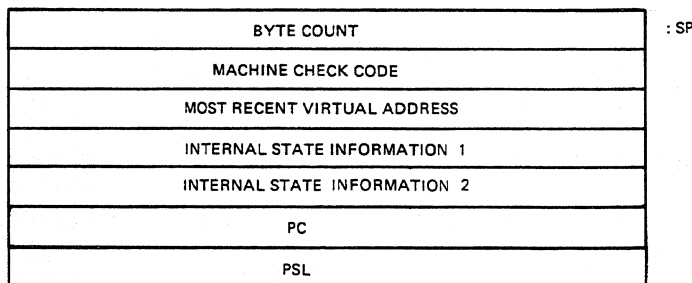 BYTE COUNT : SP
MACHINE CHECK CODE
MOST RECENT VIRTUAL ADDRESS
INTERNAL STATE INFORMATION 1
INTERNAL STATE INFORMATION 2
PC
PSL